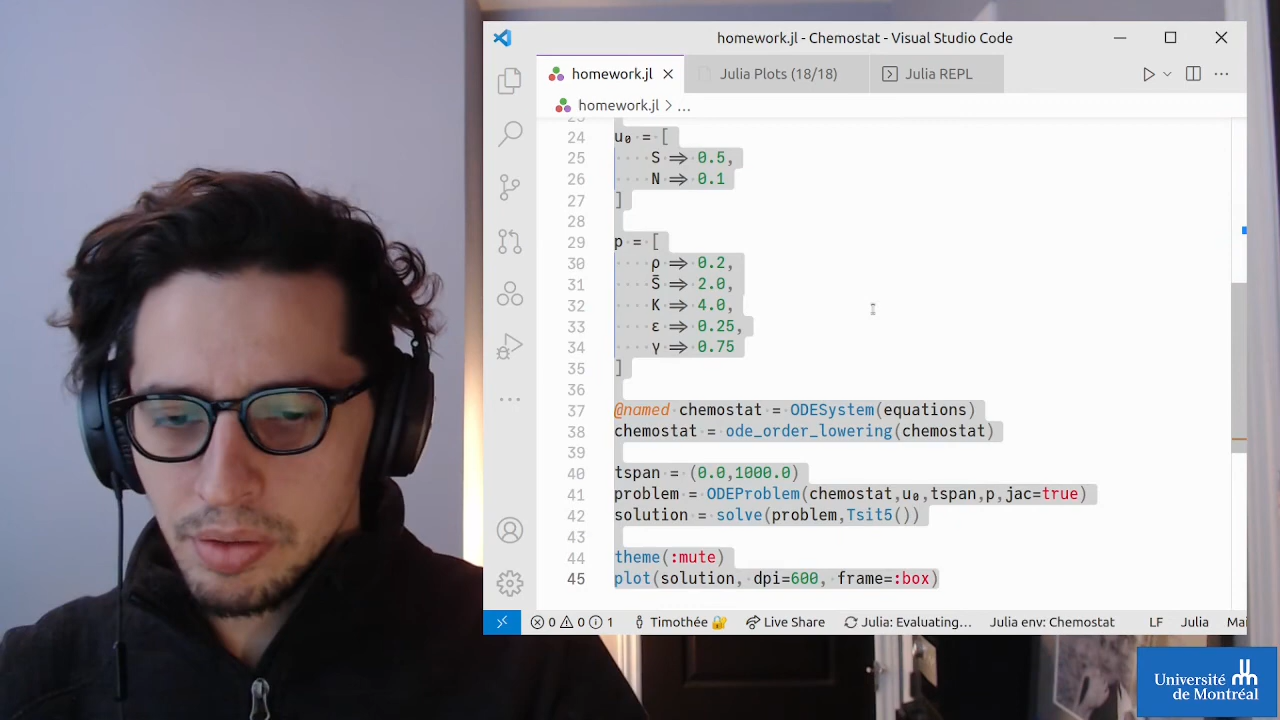 homework.jl - Chemostat - Visual Studio Code
homework.jl
Julia Plots (18/18)
Julia REPL
homework.jl > ...
23
24 u₀ = [
25 S => 0.5,
26 N => 0.1
27 ]
28
29 p = [
30 ρ => 0.2,
31 S̄ => 2.0,
32 K => 4.0,
33 ε => 0.25,
34 γ => 0.75
35 ]
36
37 @named chemostat = ODESystem(equations)
38 chemostat = ode_order_lowering(chemostat)
39
40 tspan = (0.0,1000.0)
41 problem = ODEProblem(chemostat,u₀,tspan,p,jac=true)
42 solution = solve(problem,Tsit5())
43
44 theme(:mute)
45 plot(solution, dpi=600, frame=:box)
0 0 1 Timothée Live Share Julia: Evaluating... Julia env: Chemostat LF Julia Mai
Université
de Montréal